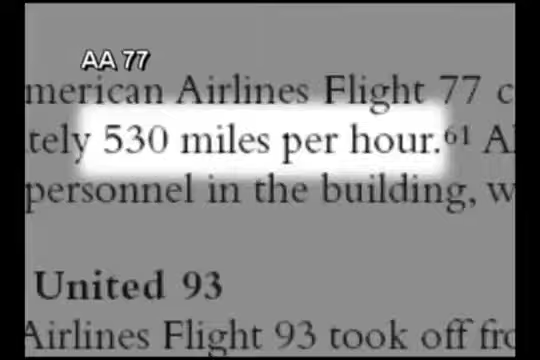 AA 77
merican Airlines Flight 77 c
tely 530 miles per hour.61 A
personnel in the building, w
United 93
Airlines Flight 93 took off fro